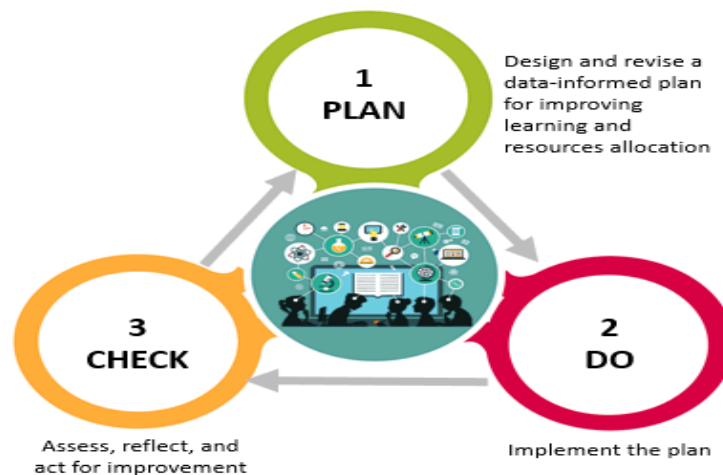 1
PLAN
Design and revise a
data-informed plan
for improving
learning and
resources allocation
3
CHECK
2
DO
Assess, reflect, and
act for improvement
Implement the plan